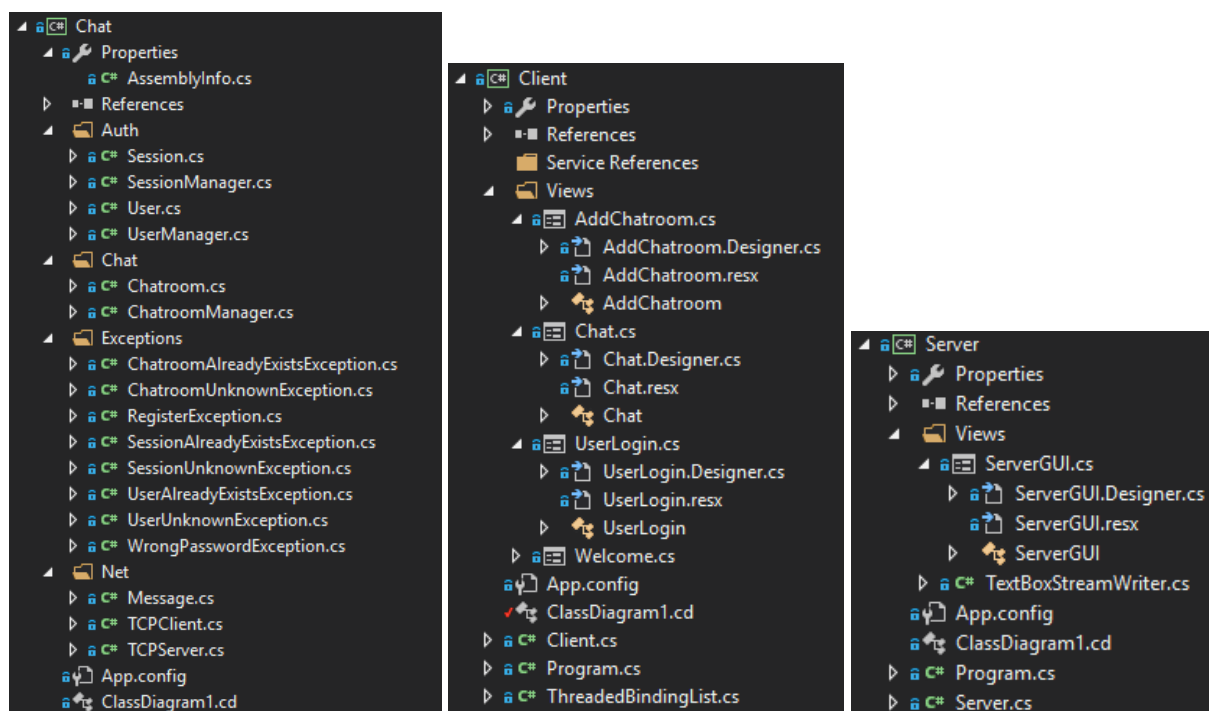 Chat
Properties
AssemblyInfo.cs
References
Auth
Session.cs
SessionManager.cs
User.cs
UserManager.cs
Chat
Chatroom.cs
ChatroomManager.cs
Exceptions
ChatroomAlreadyExistsException.cs
ChatroomUnknownException.cs
RegisterException.cs
SessionAlreadyExistsException.cs
SessionUnknownException.cs
UserAlreadyExistsException.cs
UserUnknownException.cs
WrongPasswordException.cs
Net
Message.cs
TCPClient.cs
TCPServer.cs
App.config
ClassDiagram1.cd
Client
Properties
References
Service References
Views
AddChatroom.cs
AddChatroom.Designer.cs
AddChatroom.resx
AddChatroom
Chat.cs
Chat.Designer.cs
Chat.resx
Chat
UserLogin.cs
UserLogin.Designer.cs
UserLogin.resx
UserLogin
Welcome.cs
App.config
ClassDiagram1.cd
Client.cs
Program.cs
ThreadedBindingList.cs
Server
Properties
References
Views
ServerGUI.cs
ServerGUI.Designer.cs
ServerGUI.resx
ServerGUI
TextBoxStreamWriter.cs
App.config
ClassDiagram1.cd
Program.cs
Server.cs